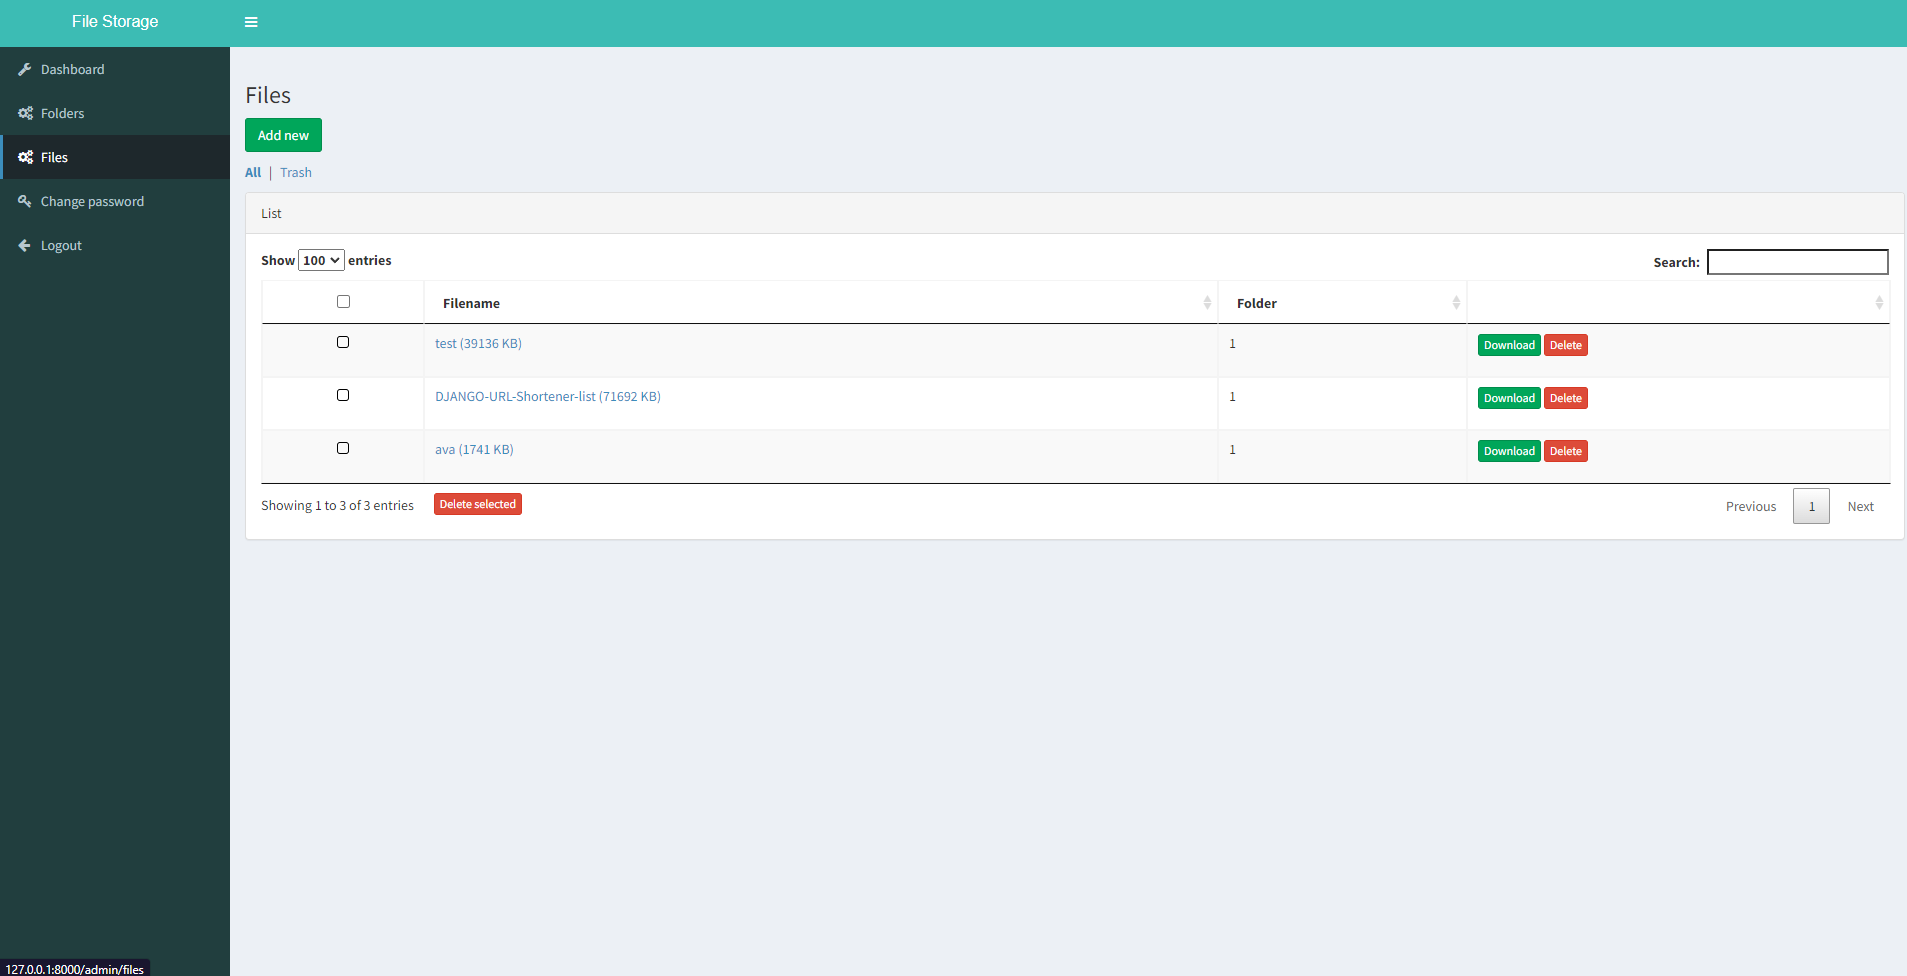 File Storage
Dashboard
Folders
Files
Change password
Logout
Files
Add new
All | Trash
List
Show 100 entries
Search:
Filename Folder
test (39136 KB) 1 Download Delete
DJANGO-URL-Shortener-list (71692 KB) 1 Download Delete
ava (1741 KB) 1 Download Delete
Showing 1 to 3 of 3 entries Delete selected Previous 1 Next
127.0.0.1:8000/admin/files